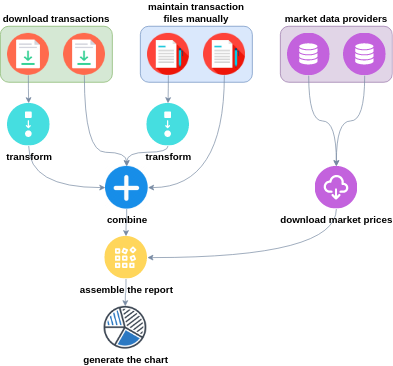 download transactions
maintain transaction
files manually
market data providers
transform
transform
combine
download market prices
assemble the report
generate the chart